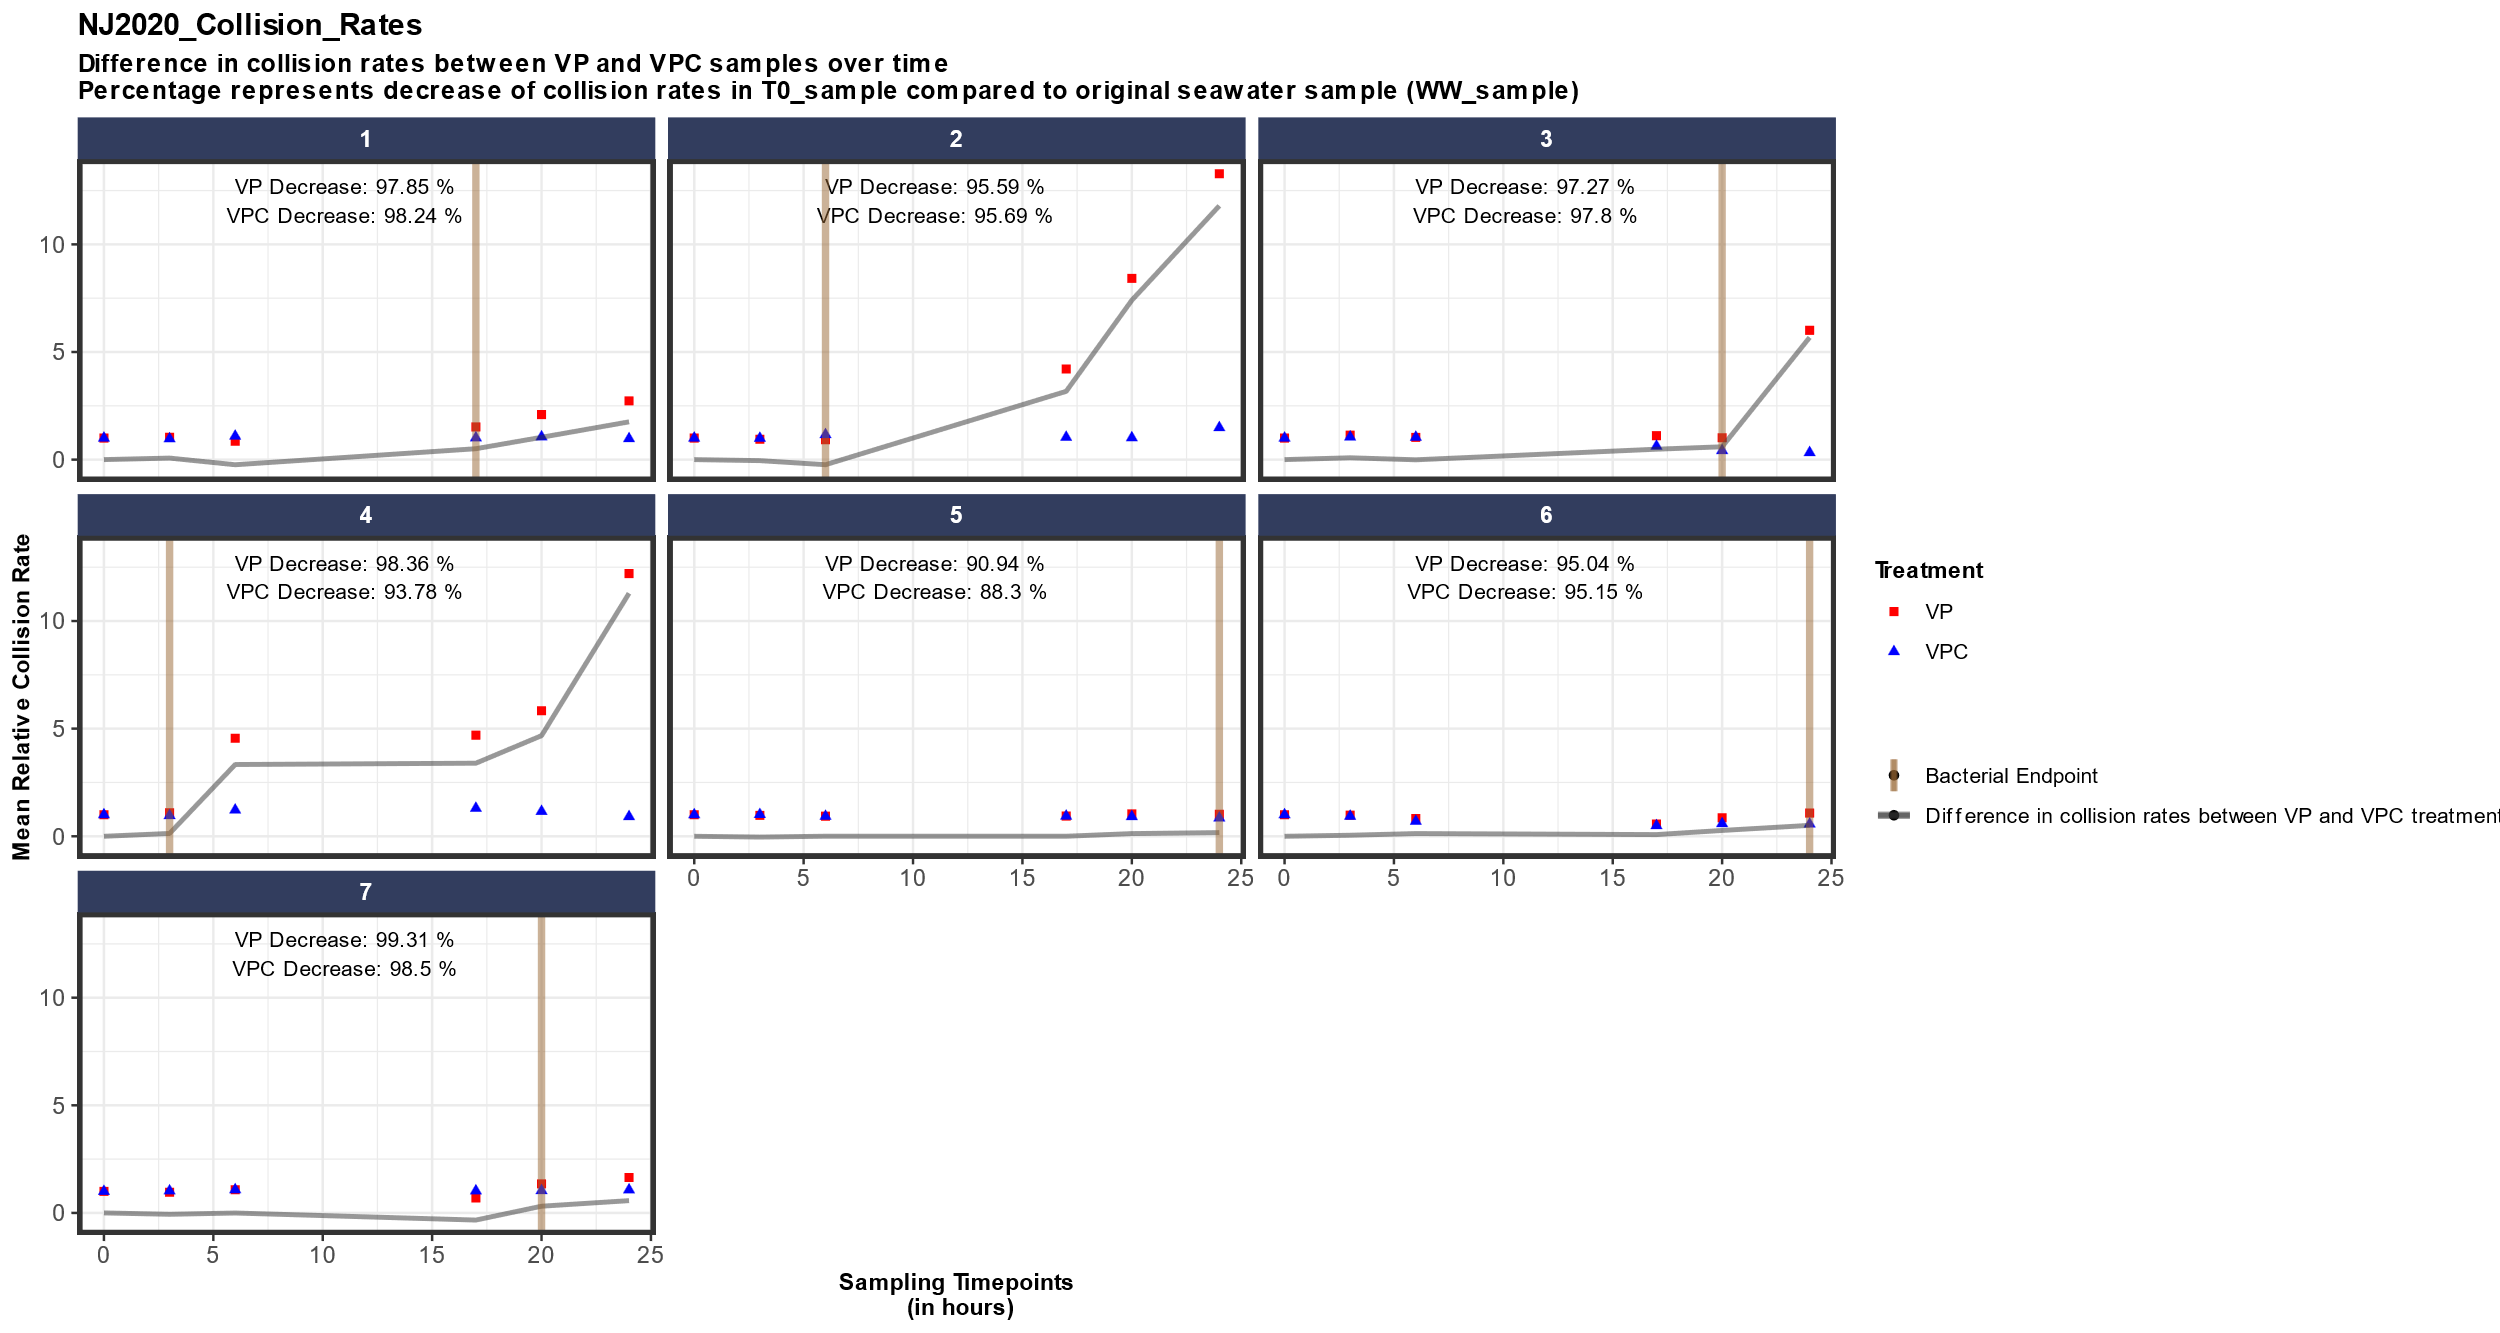 NJ2020_Collision_Rates
Difference in collision rates between VP and VPC samples over time
Percentage represents decrease of collision rates in T0_sample compared to original seawater sample (WW_sample)
1
2
3
VP Decrease: 97.85 %
VPC Decrease: 98.24 %
VP Decrease: 95.59 %
VPC Decrease: 95.69 %
VP Decrease: 97.27 %
VPC Decrease: 97.8 %
10
5
0
4
5
6
VP Decrease: 98.36 %
VPC Decrease: 93.78 %
VP Decrease: 90.94 %
VPC Decrease: 88.3 %
VP Decrease: 95.04 %
VPC Decrease: 95.15 %
10
5
0
0 5 10 15 20 25
0 5 10 15 20 25
7
VP Decrease: 99.31 %
VPC Decrease: 98.5 %
10
5
0
0 5 10 15 20 25
Mean Relative Collision Rate
Sampling Timepoints
(in hours)
Treatment
VP
VPC
Bacterial Endpoint
Difference in collision rates between VP and VPC treatment